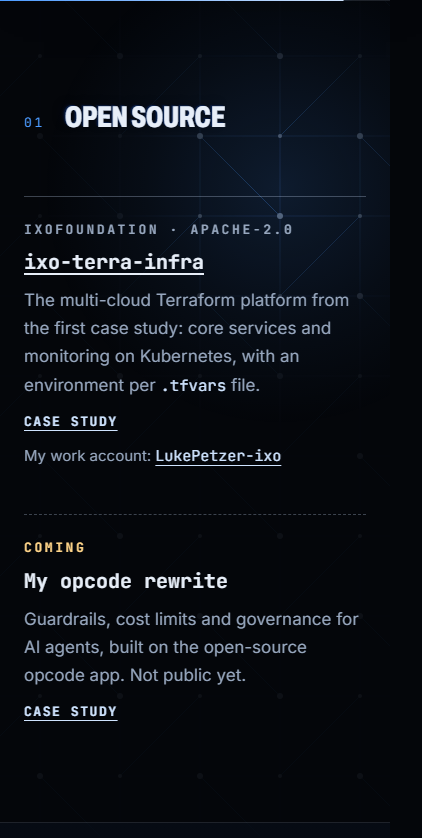 01 OPEN SOURCE
IXOFOUNDATION · APACHE-2.0
ixo-terra-infra
The multi-cloud Terraform platform from
the first case study: core services and
monitoring on Kubernetes, with an
environment per .tfvars file.
CASE STUDY
My work account: LukePetzer-ixo
COMING
My opcode rewrite
Guardrails, cost limits and governance for
AI agents, built on the open-source
opcode app. Not public yet.
CASE STUDY